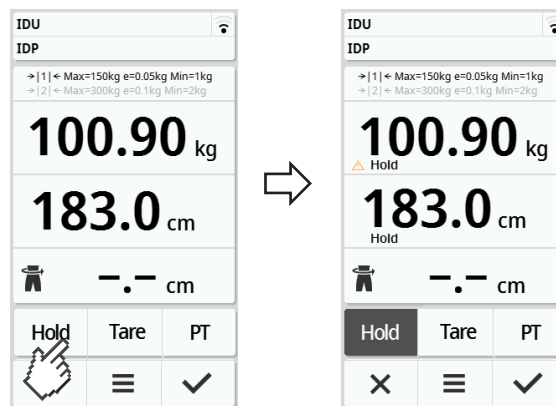 IDU
IDP
→|1|← Max=150kg e=0.05kg Min=1kg
→|2|← Max=300kg e=0.1kg Min=2kg
100.90 kg
183.0 cm
–.– cm
Hold Tare PT
IDU
IDP
→|1|← Max=150kg e=0.05kg Min=1kg
→|2|← Max=300kg e=0.1kg Min=2kg
100.90 kg
Hold
183.0 cm
Hold
–.– cm
Hold Tare PT